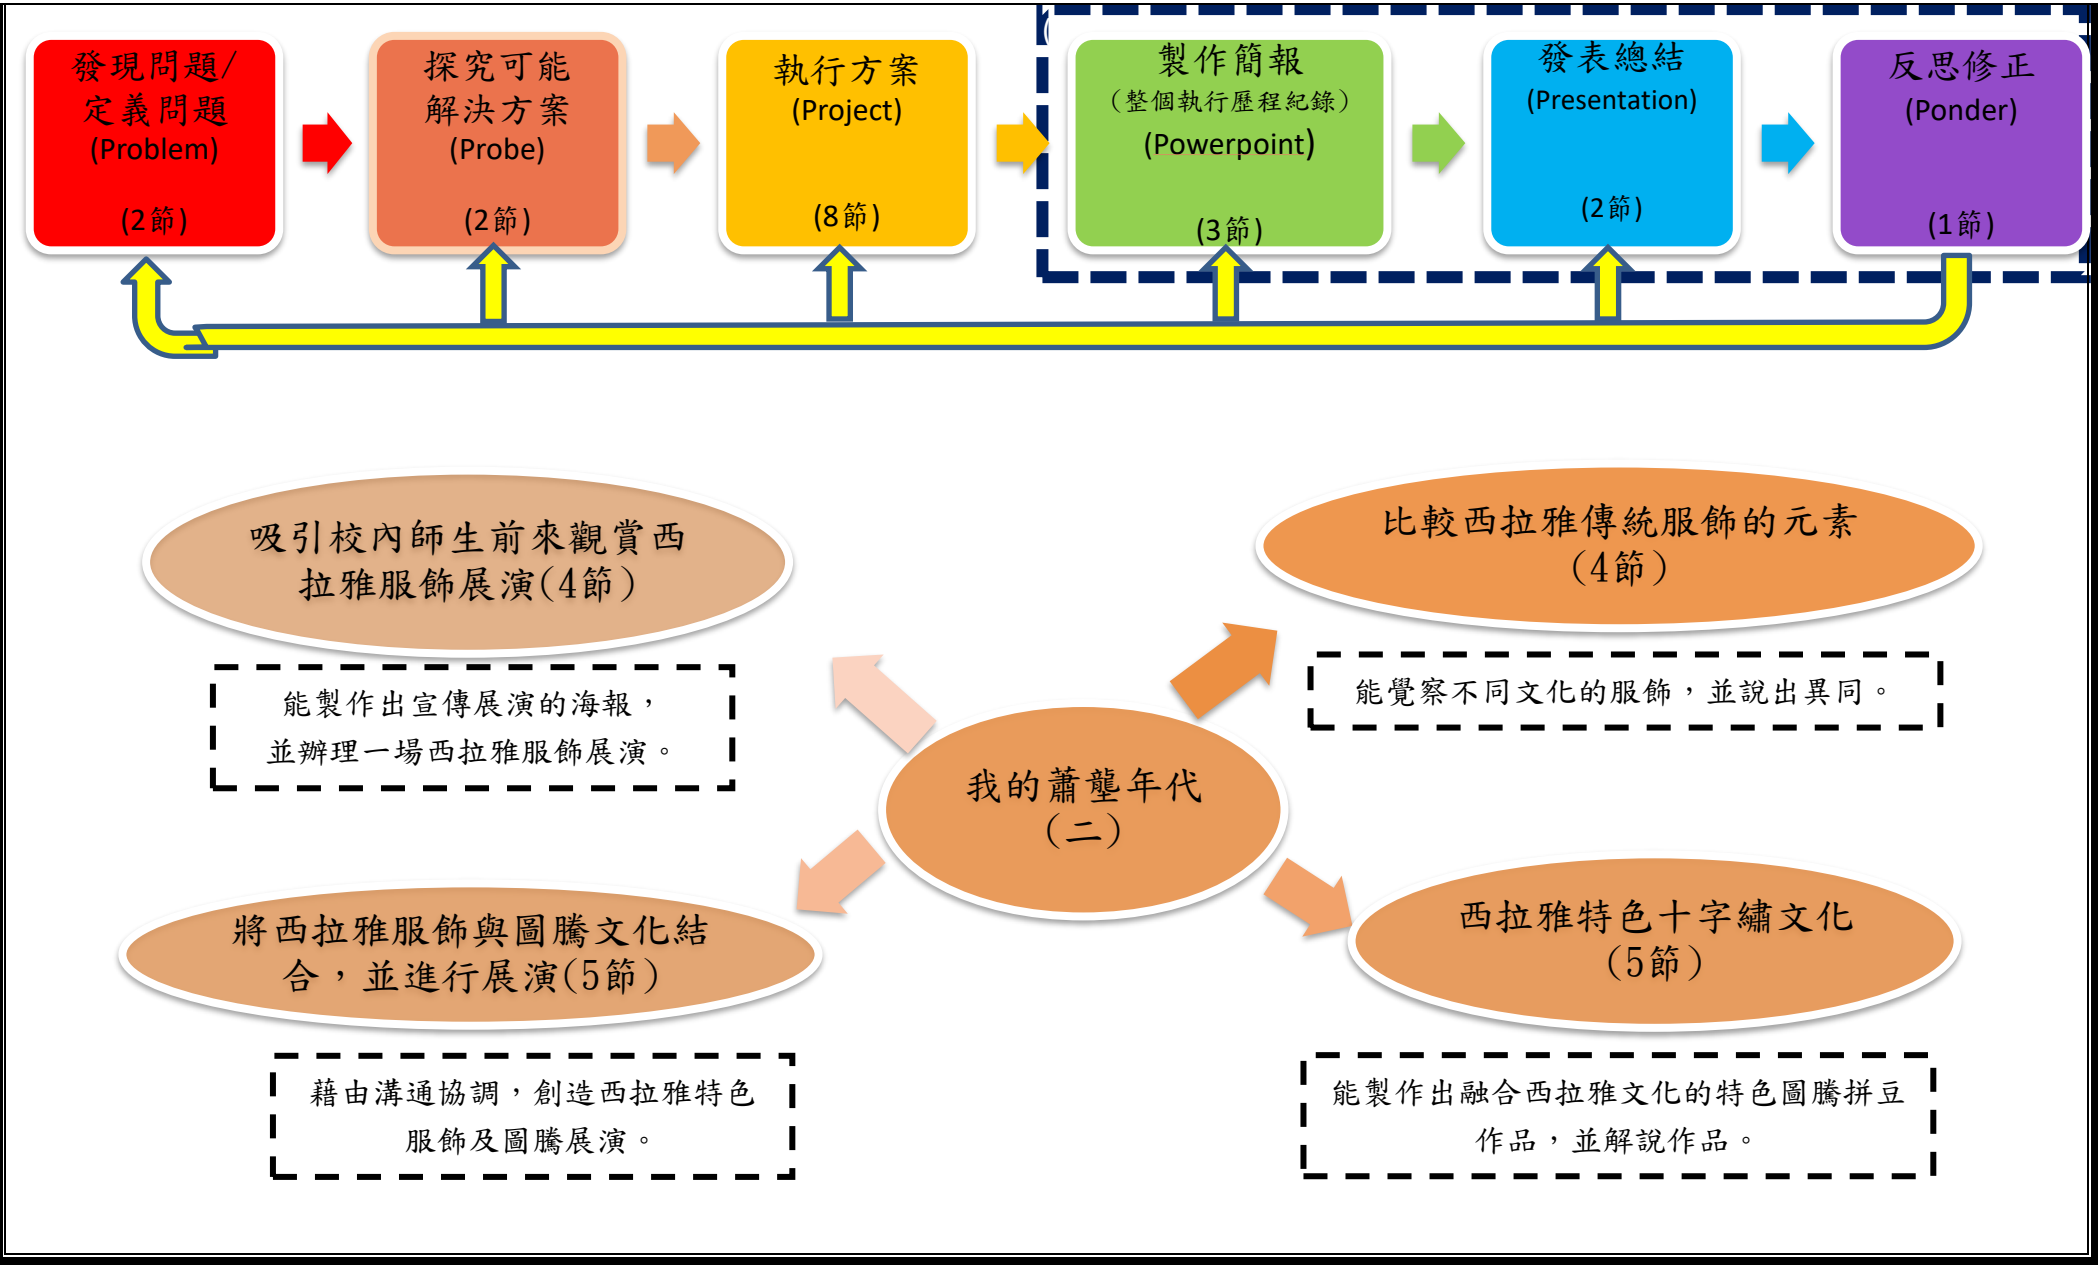 發現問題/
定義問題
(Problem)
(2節)
探究可能
解決方案
(Probe)
(2節)
執行方案
(Project)
(8節)
製作簡報
(整個執行歷程紀錄)
(Powerpoint)
(3節)
發表總結
(Presentation)
(2節)
反思修正
(Ponder)
(1節)
吸引校內師生前來觀賞西
拉雅服飾展演(4節)
能製作出宣傳展演的海報，
並辦理一場西拉雅服飾展演。
比較西拉雅傳統服飾的元素
(4節)
能覺察不同文化的服飾，並說出異同。
我的蕭壟年代
(二)
將西拉雅服飾與圖騰文化結
合，並進行展演(5節)
藉由溝通協調，創造西拉雅特色
服飾及圖騰展演。
西拉雅特色十字繡文化
(5節)
能製作出融合西拉雅文化的特色圖騰拼豆
作品，並解說作品。